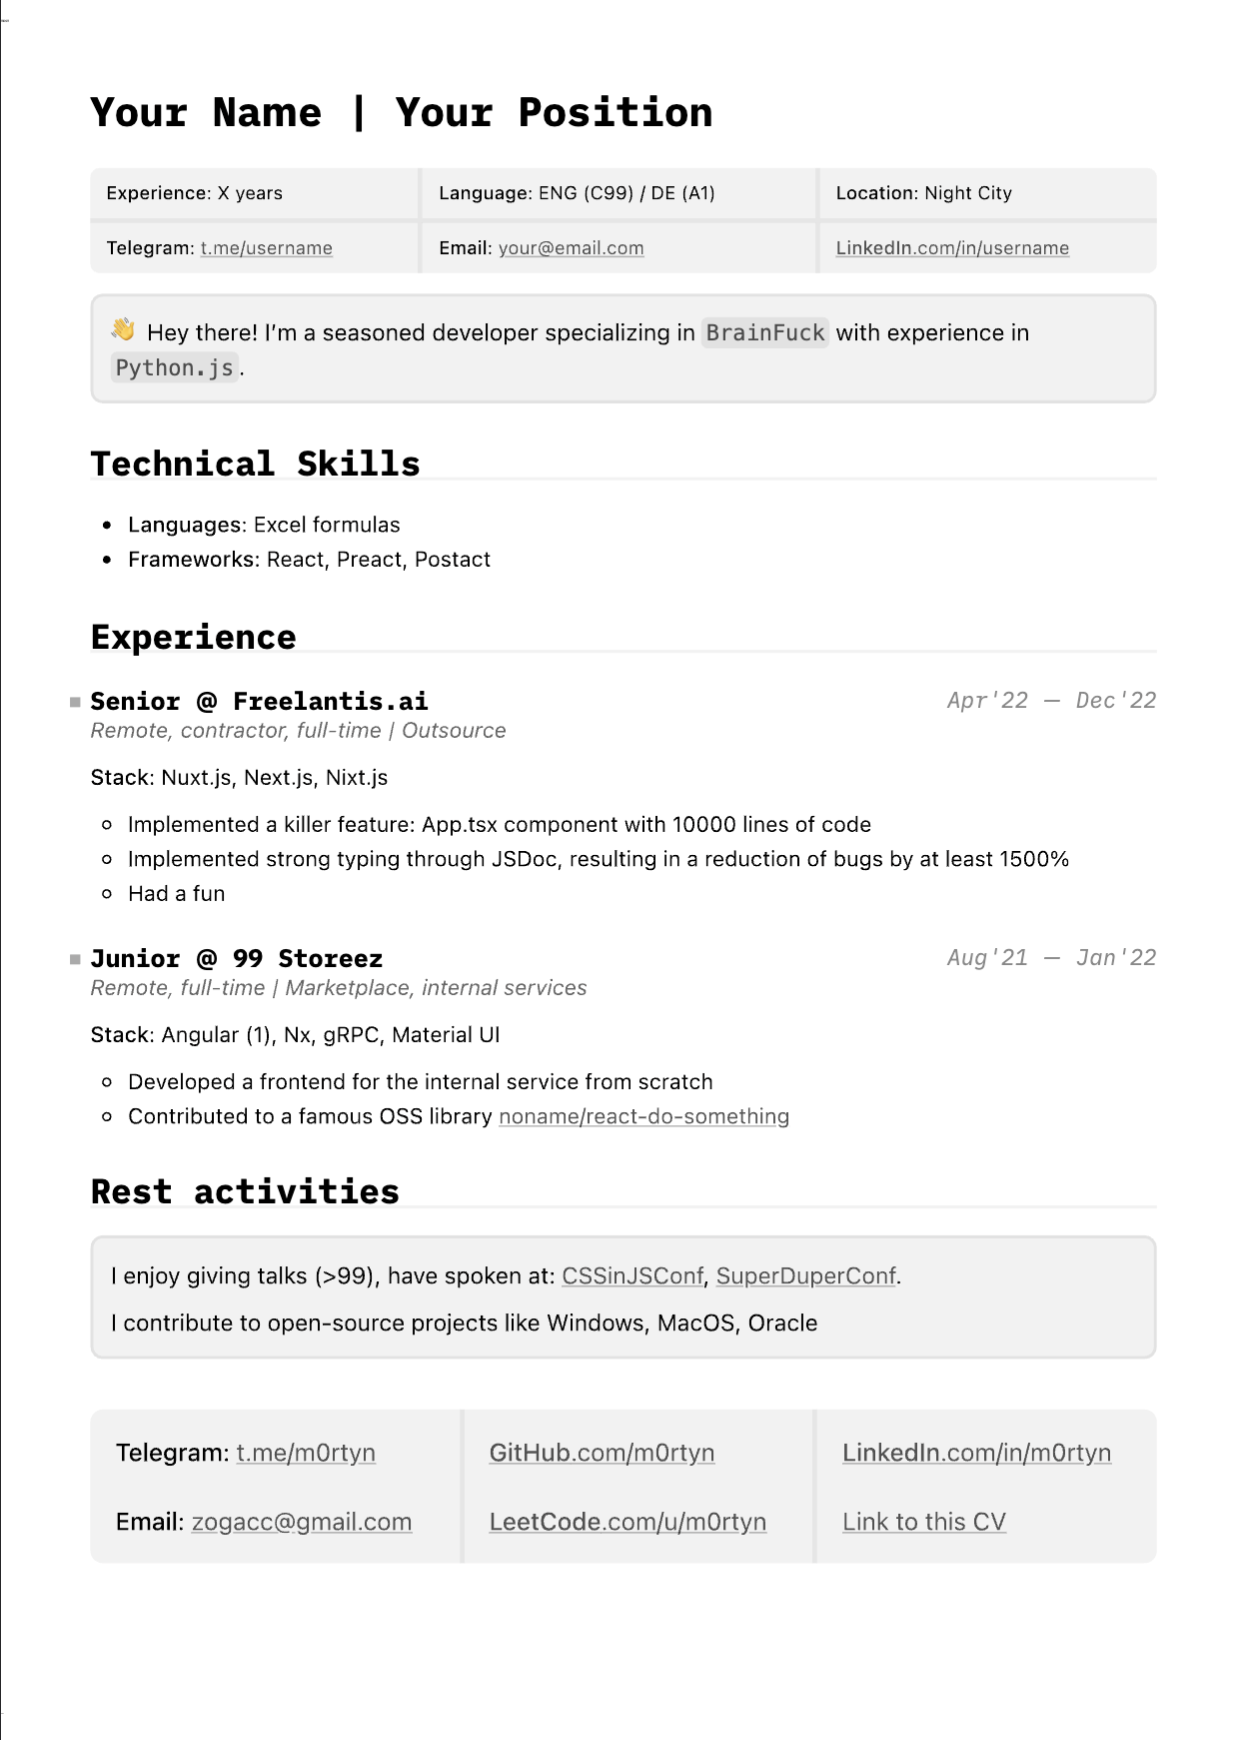 Your Name | Your Position
Experience: X years
Language: ENG (C99) / DE (A1)
Location: Night City
Telegram: t.me/username
Email: your@email.com
LinkedIn.com/in/username
👋 Hey there! I’m a seasoned developer specializing in BrainFuck with experience in
Python.js.
Technical Skills
• Languages: Excel formulas
• Frameworks: React, Preact, Postact
Experience
Senior @ Freelantis.ai
Apr'22 — Dec'22
Remote, contractor, full-time | Outsource
Stack: Nuxt.js, Next.js, Nixt.js
◦ Implemented a killer feature: App.tsx component with 10000 lines of code
◦ Implemented strong typing through JSDoc, resulting in a reduction of bugs by at least 1500%
◦ Had a fun
Junior @ 99 Storeez
Aug'21 — Jan'22
Remote, full-time | Marketplace, internal services
Stack: Angular (1), Nx, gRPC, Material UI
◦ Developed a frontend for the internal service from scratch
◦ Contributed to a famous OSS library noname/react-do-something
Rest activities
I enjoy giving talks (>99), have spoken at: CSSinJSConf, SuperDuperConf.
I contribute to open-source projects like Windows, MacOS, Oracle
Telegram: t.me/m0rtyn
GitHub.com/m0rtyn
LinkedIn.com/in/m0rtyn
Email: zogacc@gmail.com
LeetCode.com/u/m0rtyn
Link to this CV